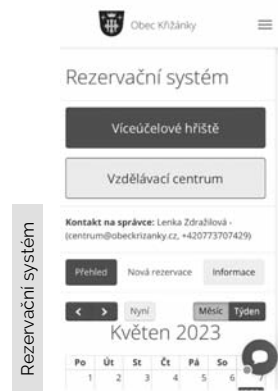 Obec Křižánky
Rezervační systém
Víceúčelové hřiště
Vzdělávací centrum
Kontakt na správce: Lenka Zdražilová -
(centrum@obeckrizanky.cz, +420773707429)
Přehled Nová rezervace Informace
Nyní Měsíc Týden
Květen 2023
Po Út St Čt Pá So
1 2 3 4 5 6
Rezervační systém